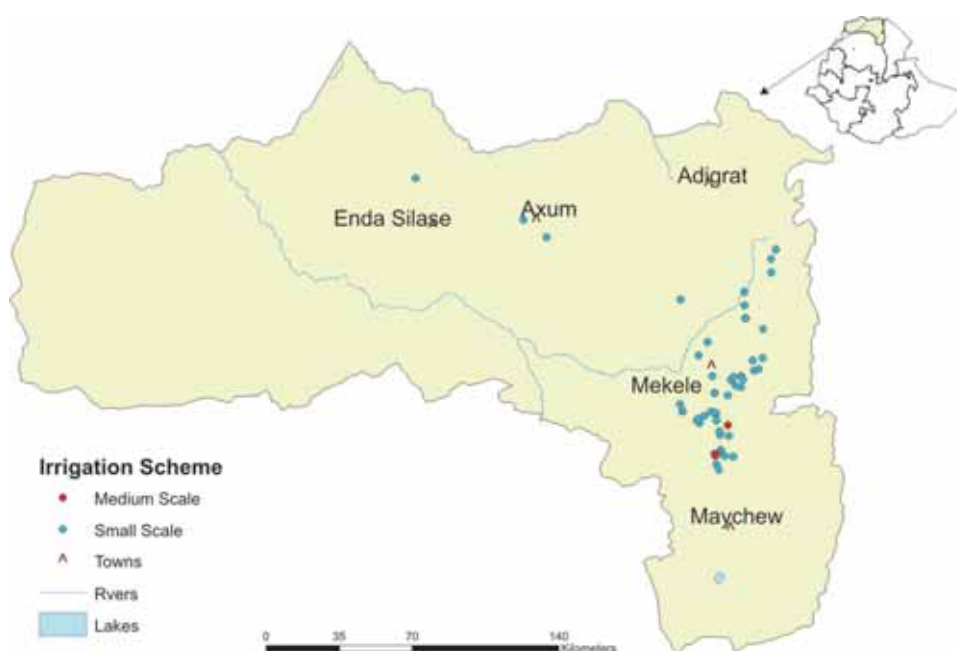 Adigrat
Enda Silase
Axum
Mekele
Maychew
Irrigation Scheme
Medium Scale
Small Scale
Towns
Rvers
Lakes
0 35 70 140
Kilometers